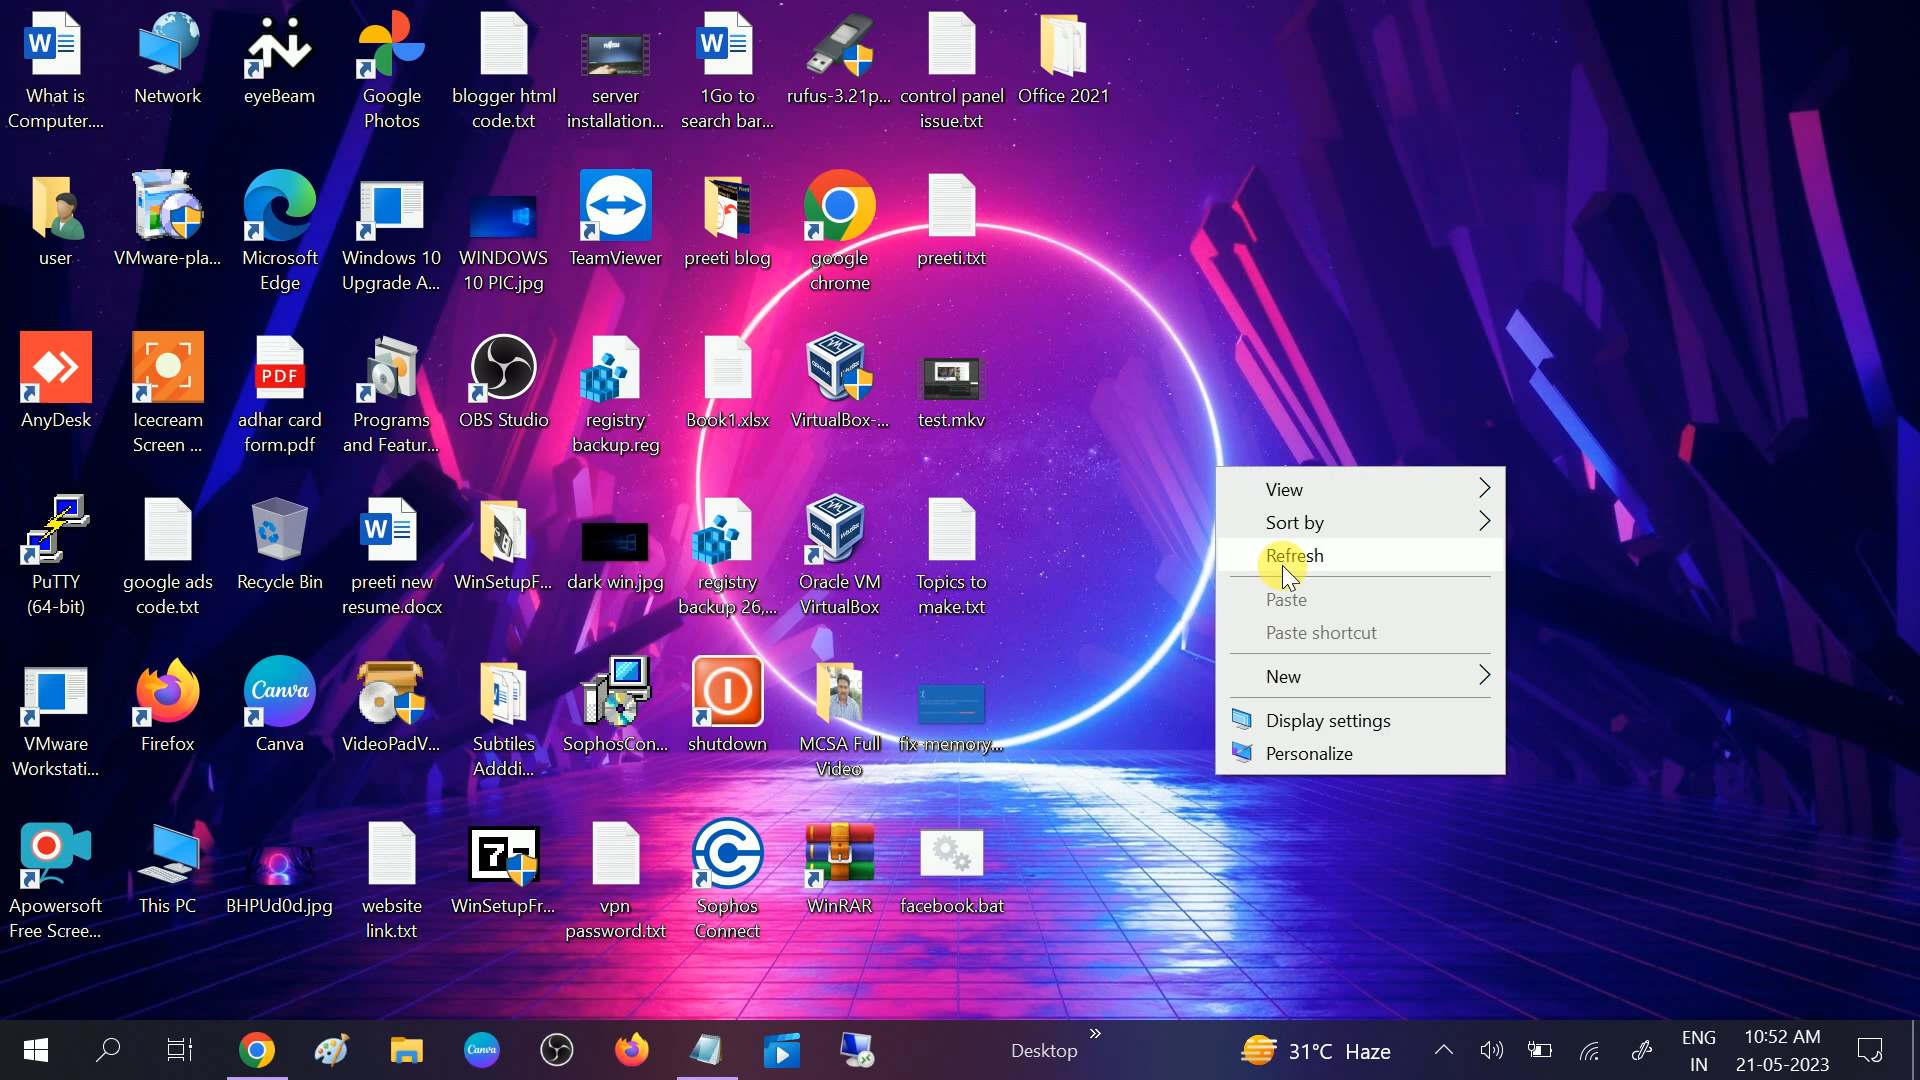 What is
Computer....
Network
eyeBeam
Google
Photos
blogger html
code.txt
server
installation...
1Go to
search bar...
rufus-3.21p...
control panel
issue.txt
Office 2021
user
VMware-pla...
Microsoft
Edge
Windows 10
Upgrade A...
WINDOWS
10 PIC.jpg
TeamViewer
preeti blog
google
chrome
preeti.txt
AnyDesk
Icecream
Screen ...
PDF
adhar card
form.pdf
Programs
and Featur...
OBS Studio
registry
backup.reg
Book1.xlsx
VirtualBox-...
test.mkv
PuTTY
(64-bit)
google ads
code.txt
Recycle Bin
preeti new
resume.docx
WinSetupF...
dark win.jpg
registry
backup 26,...
Oracle VM
VirtualBox
Topics to
make.txt
VMware
Workstati...
Firefox
Canva
Canva
VideoPadV...
Subtiles
Adddi...
SophosCon...
shutdown
MCSA Full
Video
fix-memory...
Apowersoft
Free Scree...
This PC
BHPUd0d.jpg
website
link.txt
WinSetupFr...
vpn
password.txt
Sophos
Connect
WinRAR
facebook.bat
View
Sort by
Refresh
Paste
Paste shortcut
New
Display settings
Personalize
Canva
Desktop
31°C Haze
ENG
IN
10:52 AM
21-05-2023